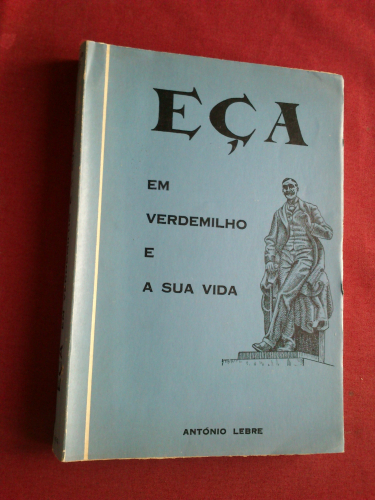 EÇA
EM
VERDEMILHO
E
A SUA VIDA
ANTÓNIO LEBRE